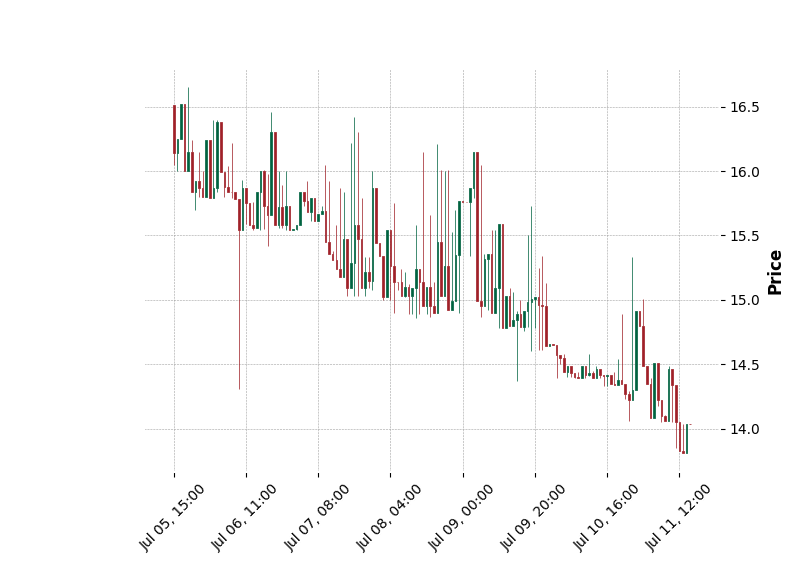 16.5
16.0
15.5
15.0
14.5
14.0
Price
Jul 05, 15:00
Jul 06, 11:00
Jul 07, 08:00
Jul 08, 04:00
Jul 09, 00:00
Jul 09, 20:00
Jul 10, 16:00
Jul 11, 12:00